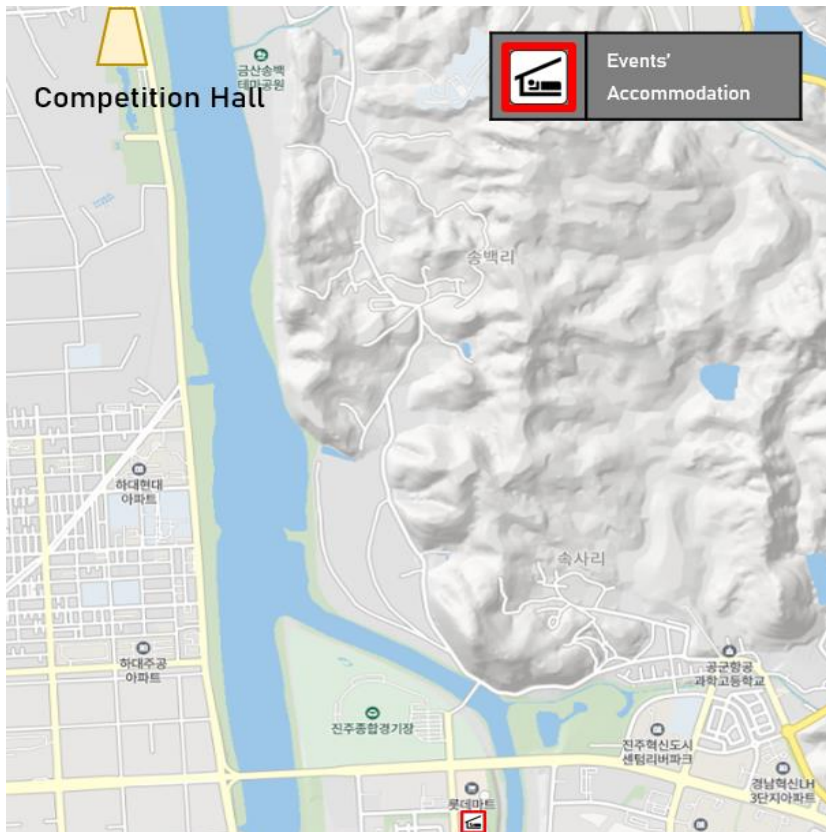 금산송백
테마공원
Competition Hall
Events'
Accommodation
송백리
하대현대
아파트
속사리
하대주공
아파트
공군항공
과학고등학교
진주종합경기장
진주혁신도시
센텀리버파크
롯데마트
경남혁신LH
3단지아파트